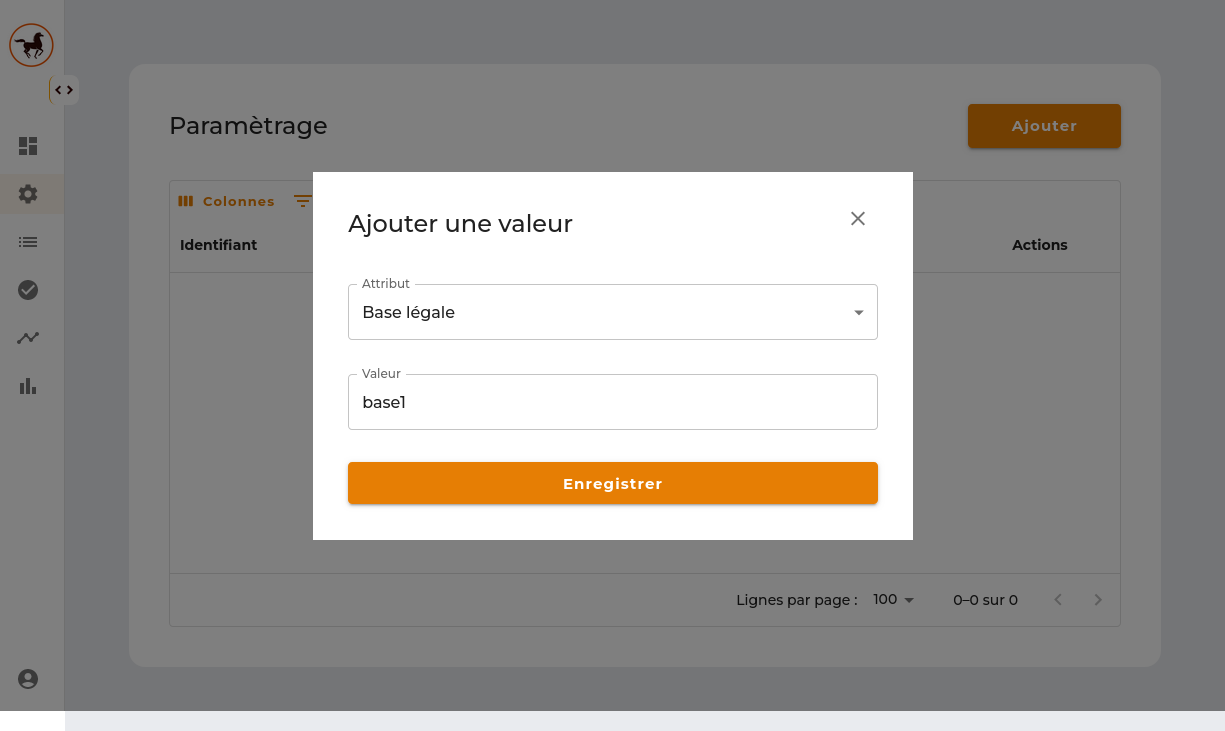 Paramètrage
Ajouter
Colonnes
Identifiant
Actions
Ajouter une valeur
Attribut
Base légale
Valeur
base1
Enregistrer
Lignes par page : 100 0–0 sur 0